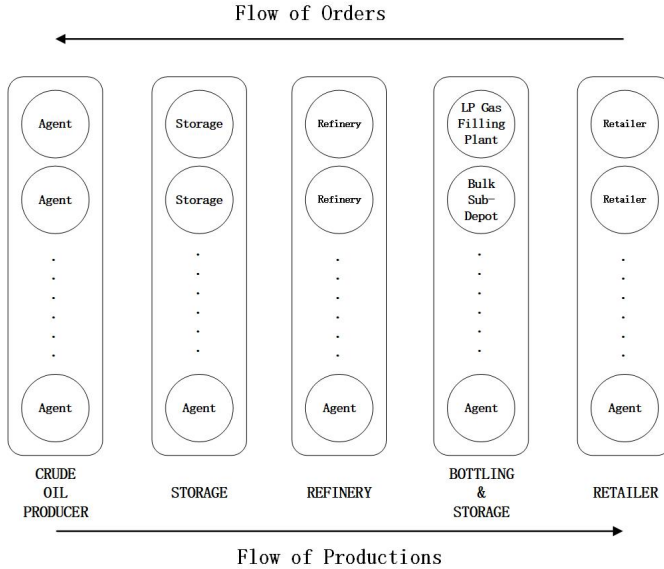 Flow of Orders
Agent
Storage
Refinery
LP Gas
Filling
Plant
Retailer
Agent
Storage
Refinery
Bulk
Sub-
Depot
Retailer
Agent
Agent
Agent
Agent
Agent
CRUDE
OIL
PRODUCER
STORAGE
REFINERY
BOTTLING
&
STORAGE
RETAILER
Flow of Productions